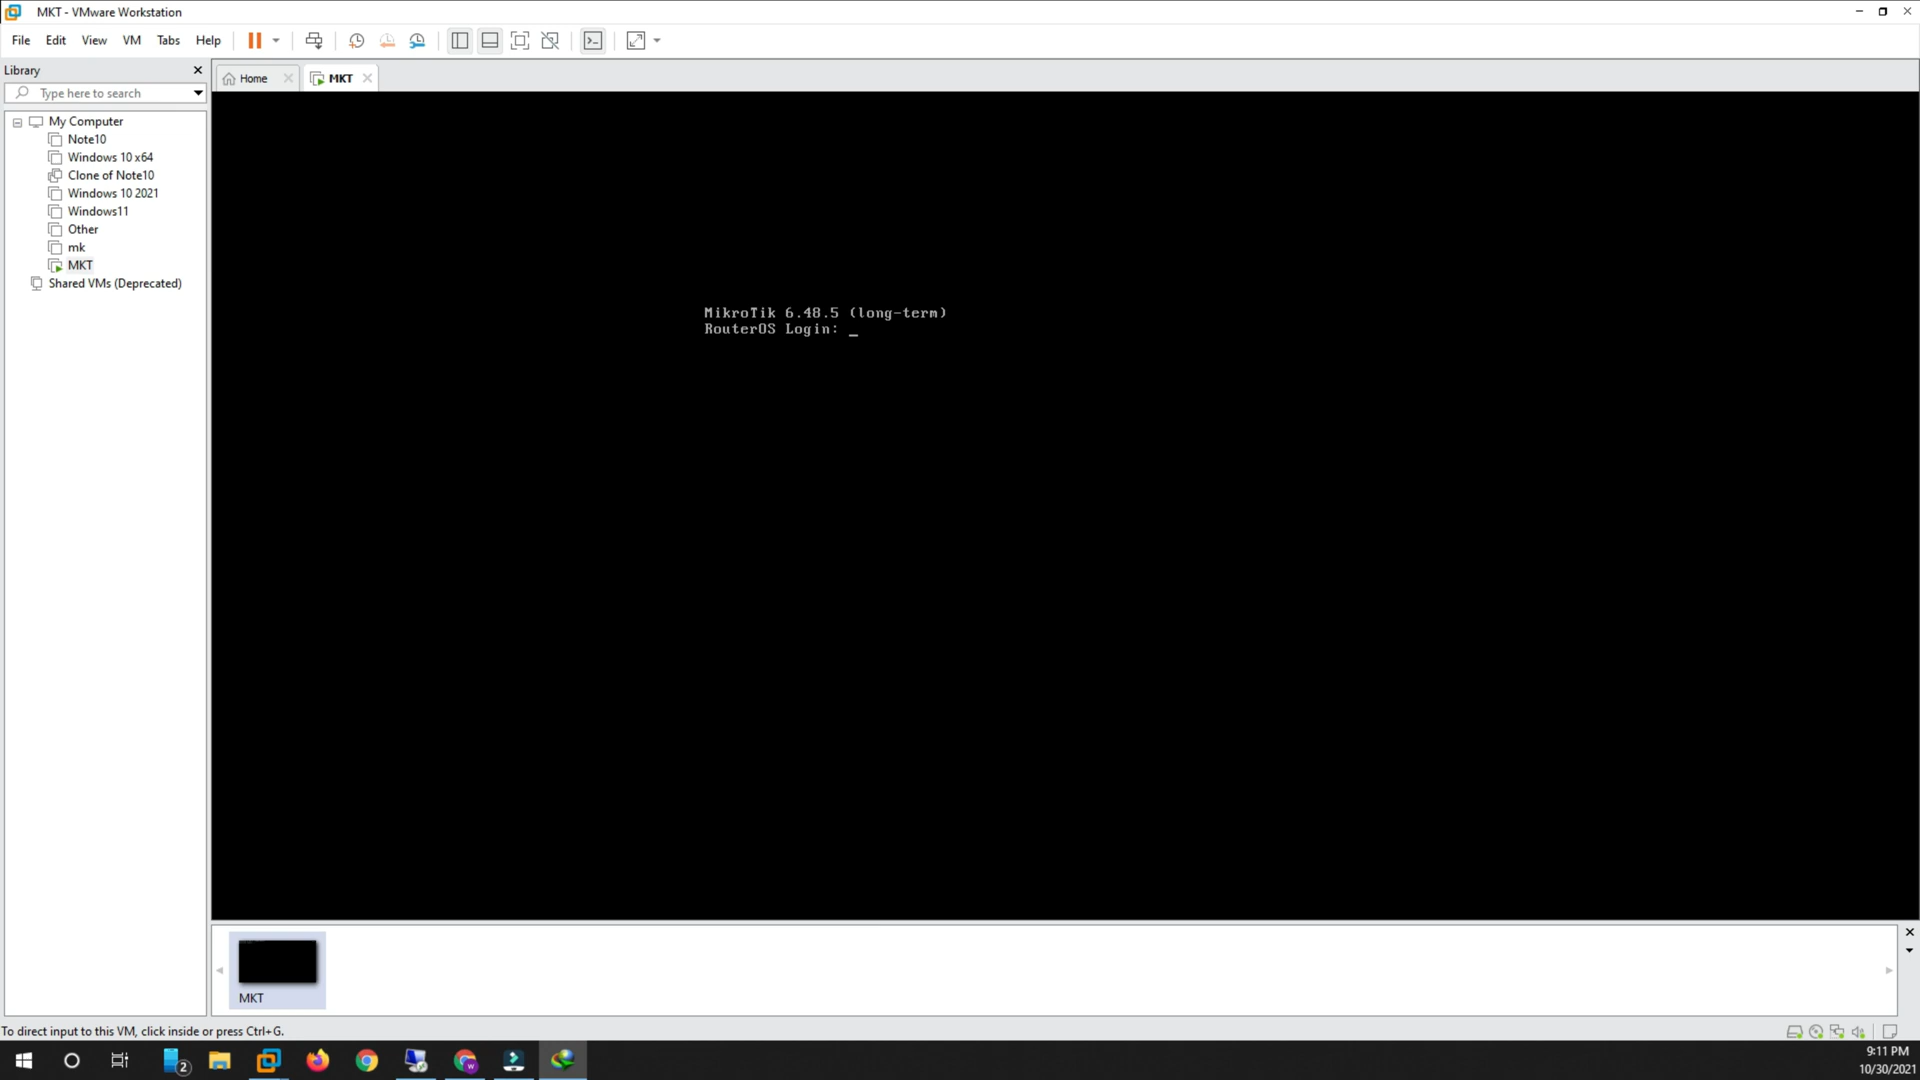 MKT - VMware Workstation
File Edit View VM Tabs Help
Library
Type here to search
Home
MKT
My Computer
Note10
Windows 10 x64
Clone of Note10
Windows 10 2021
Windows11
Other
mk
MKT
Shared VMs (Deprecated)
MikroTik 6.48.5 (long-term)
RouterOS Login: _
MKT
To direct input to this VM, click inside or press Ctrl+G.
2
w
9:11 PM
10/30/2021